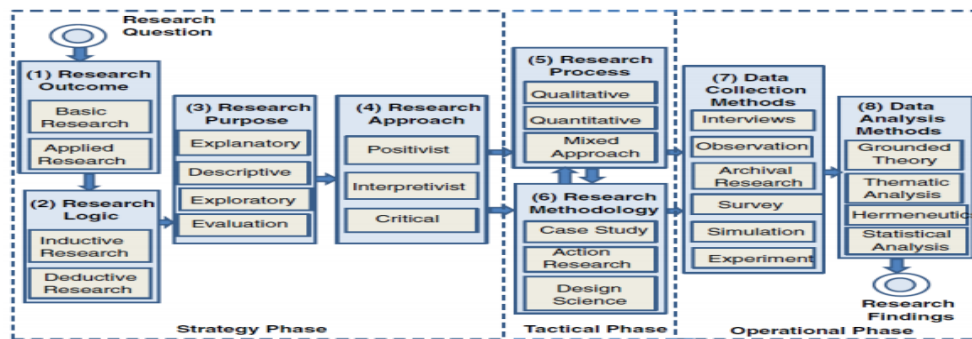 Research
Question
(1) Research
Outcome
Basic
Research
Applied
Research
(2) Research
Logic
Inductive
Research
Deductive
Research
(3) Research
Purpose
Explanatory
Descriptive
Exploratory
Evaluation
(4) Research
Approach
Positivist
Interpretivist
Critical
Strategy Phase
(5) Research
Process
Qualitative
Quantitative
Mixed
Approach
(6) Research
Methodology
Case Study
Action
Research
Design
Science
Tactical Phase
(7) Data
Collection
Methods
Interviews
Observation
Archival
Research
Survey
Simulation
Experiment
(8) Data
Analysis
Methods
Grounded
Theory
Thematic
Analysis
Hermeneutic
Statistical
Analysis
Research
Findings
Operational Phase